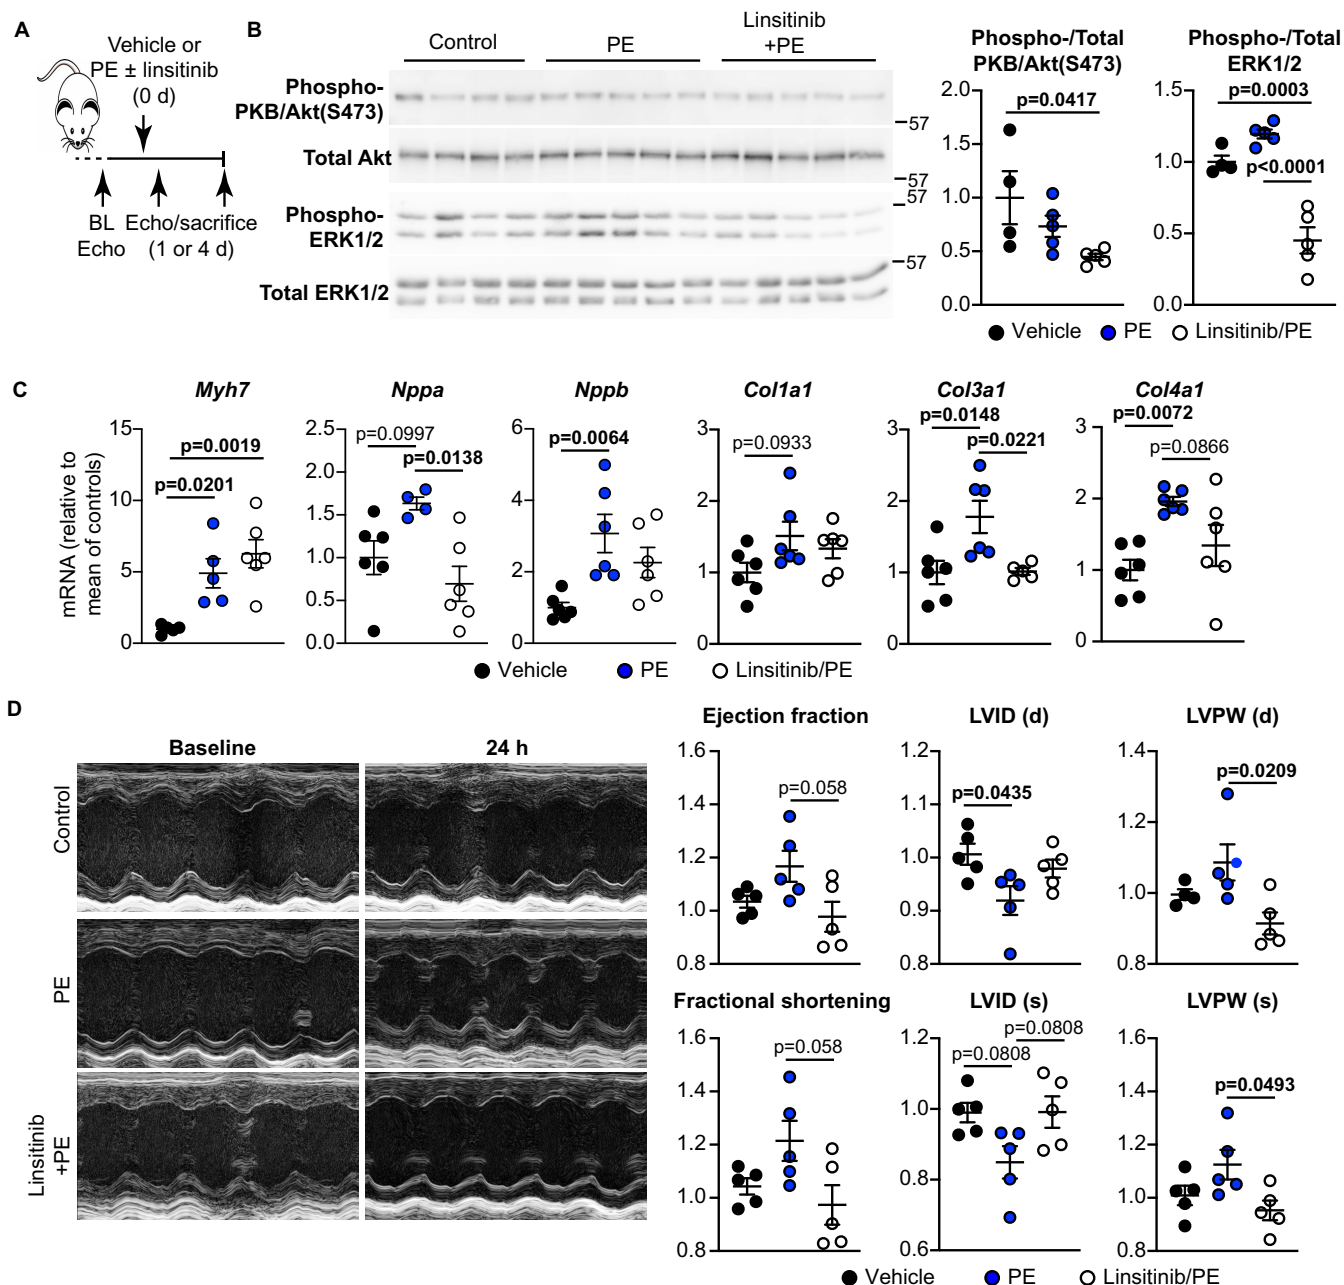 A
Vehicle or
PE ± linsitinib
(0 d)
BL
Echo
Echo/sacrifice
(1 or 4 d)
B
Control
PE
Linsitinib
+PE
Phospho-
PKB/Akt(S473)
57
Total Akt
57
57
Phospho-
ERK1/2
57
Total ERK1/2
Phospho-/Total
PKB/Akt(S473)
2.0
1.5
1.0
0.5
0.0
p=0.0417
Phospho-/Total
ERK1/2
1.5
1.0
0.5
0.0
p=0.0003
p<0.0001
Vehicle
PE
Linsitinib/PE
C
mRNA (relative to
mean of controls)
Myh7
15
10
5
0
p=0.0019
p=0.0201
Nppa
2.5
2.0
1.5
1.0
0.5
0.0
p=0.0997
p=0.0138
Nppb
6
4
2
0
p=0.0064
Col1a1
3
2
1
0
p=0.0933
Col3a1
3
2
1
0
p=0.0148
p=0.0221
Col4a1
3
2
1
0
p=0.0072
p=0.0866
Vehicle
PE
Linsitinib/PE
D
Baseline
24 h
Control
PE
Linsitinib
+PE
Ejection fraction
1.6
1.4
1.2
1.0
0.8
p=0.058
LVID (d)
1.2
1.1
1.0
0.9
0.8
p=0.0435
LVPW (d)
1.4
1.2
1.0
0.8
p=0.0209
Fractional shortening
1.6
1.4
1.2
1.0
0.8
p=0.058
LVID (s)
1.2
1.0
0.8
0.6
p=0.0808
p=0.0808
LVPW (s)
1.6
1.4
1.2
1.0
0.8
p=0.0493
Vehicle
PE
Linsitinib/PE